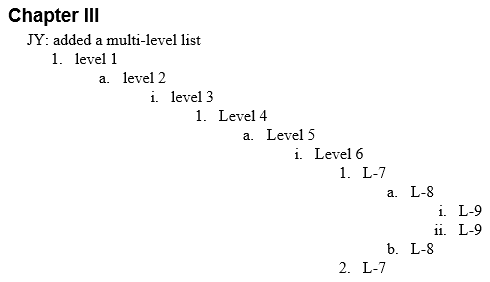 Chapter III
JY: added a multi-level list
1. level 1
a. level 2
i. level 3
1. Level 4
a. Level 5
i. Level 6
1. L-7
a. L-8
i. L-9
ii. L-9
b. L-8
2. L-7